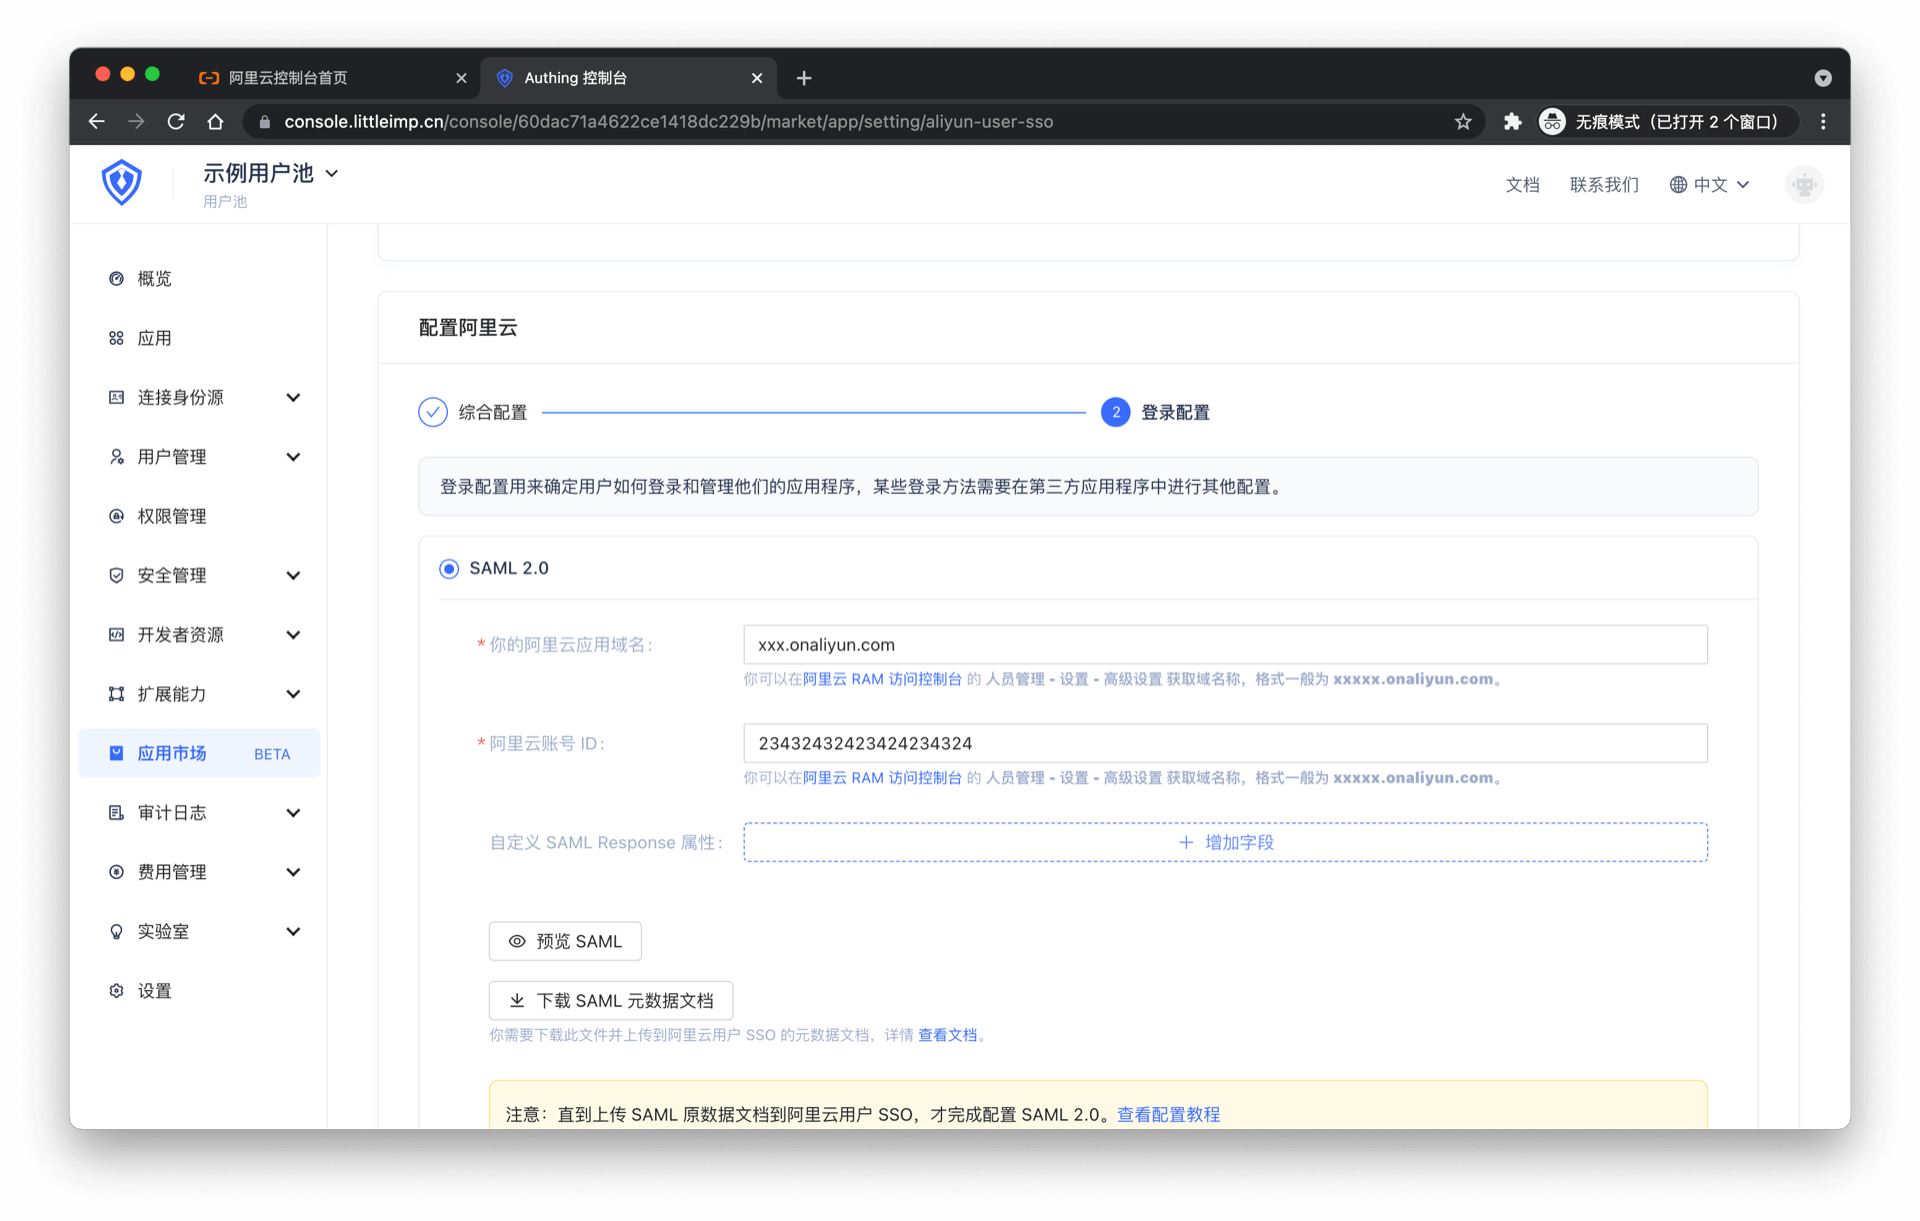 阿里云控制台首页
Authing 控制台
console.littleimp.cn/console/60dac71a4622ce1418dc229b/market/app/setting/aliyun-user-sso
无痕模式（已打开 2 个窗口）
示例用户池
用户池
文档
联系我们
中文
概览
应用
连接身份源
用户管理
权限管理
安全管理
开发者资源
扩展能力
应用市场 BETA
审计日志
费用管理
实验室
设置
配置阿里云
综合配置
2 登录配置
登录配置用来确定用户如何登录和管理他们的应用程序，某些登录方法需要在第三方应用程序中进行其他配置。
SAML 2.0
* 你的阿里云应用域名：
xxx.onaliyun.com
你可以在阿里云 RAM 访问控制台 的 人员管理 - 设置 - 高级设置 获取域名称，格式一般为 xxxxx.onaliyun.com。
* 阿里云账号 ID：
23432432423424234324
你可以在阿里云 RAM 访问控制台 的 人员管理 - 设置 - 高级设置 获取域名称，格式一般为 xxxxx.onaliyun.com。
自定义 SAML Response 属性：
+ 增加字段
预览 SAML
下载 SAML 元数据文档
你需要下载此文件并上传到阿里云用户 SSO 的元数据文档，详情 查看文档。
注意：直到上传 SAML 原数据文档到阿里云用户 SSO，才完成配置 SAML 2.0。查看配置教程